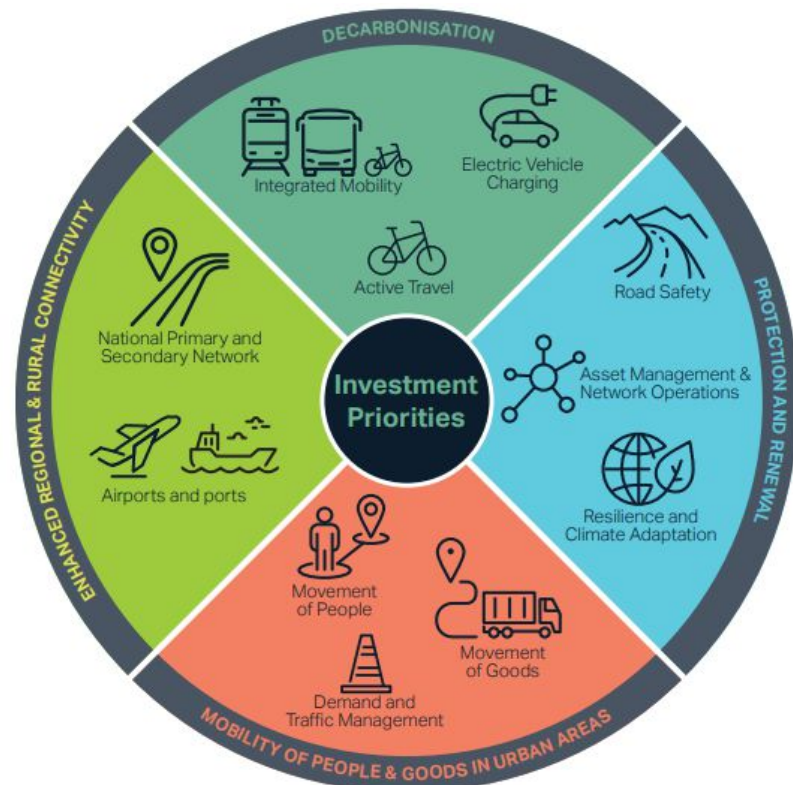 DECARBONISATION
Integrated Mobility
Electric Vehicle
Charging
Active Travel
PROTECTION AND RENEWAL
Road Safety
Asset Management &
Network Operations
Resilience and
Climate Adaptation
MOBILITY OF PEOPLE & GOODS IN URBAN AREAS
Movement
of People
Movement
of Goods
Demand and
Traffic Management
ENHANCED REGIONAL & RURAL CONNECTIVITY
National Primary and
Secondary Network
Airports and ports
Investment
Priorities